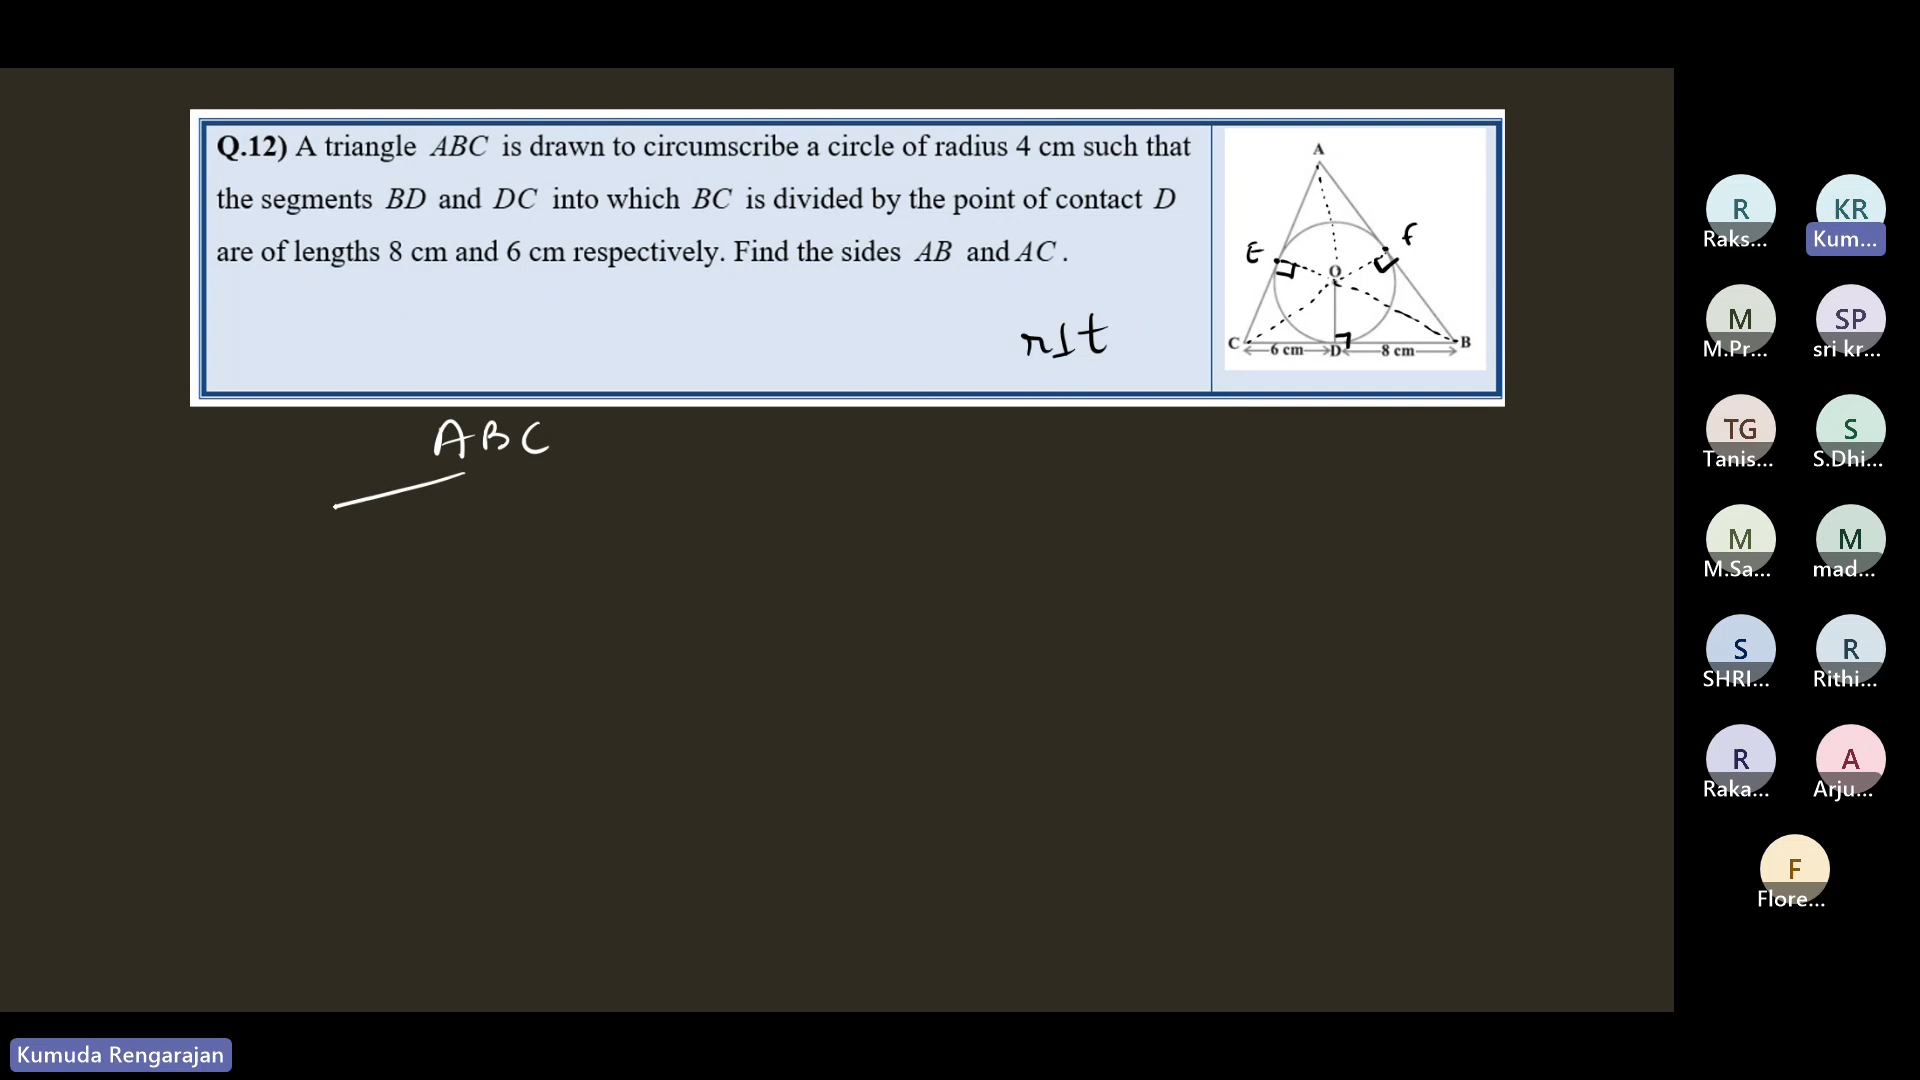 Q.12) A triangle ABC is drawn to circumscribe a circle of radius 4 cm such that
the segments BD and DC into which BC is divided by the point of contact D
are of lengths 8 cm and 6 cm respectively. Find the sides AB and AC.
r⊥t
A
E
F
O
C
6 cm
D
8 cm
B
ABC
R
Raks...
KR
Kum...
M
M.Pr...
SP
sri kr...
TG
Tanis...
S
S.Dhi...
M
M.Sa...
M
mad...
S
SHRI...
R
Rithi...
R
Raka...
A
Arju...
F
Flore...
Kumuda Rengarajan